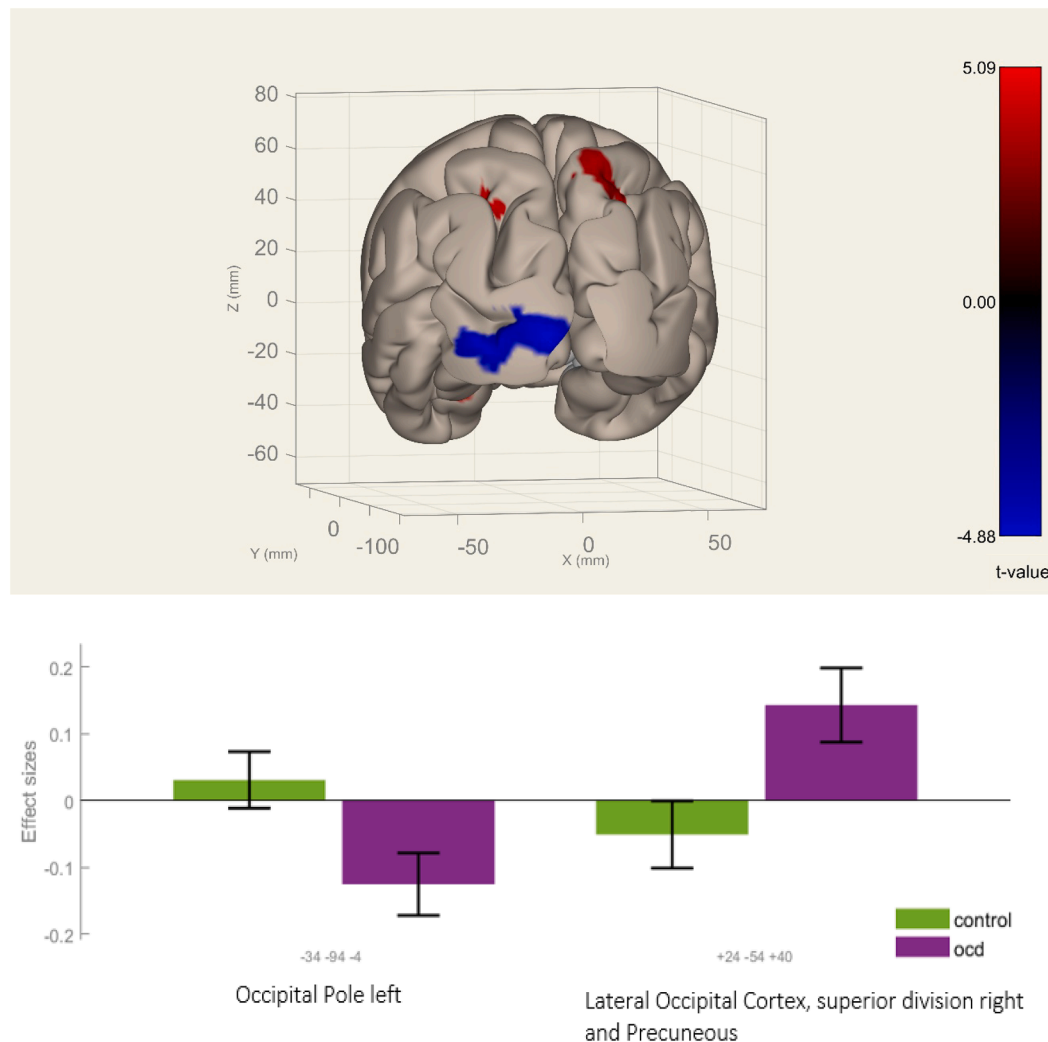 5.09
80
60
40
20
0
-20
-40
-60
Z (mm)
0.00
0
-100
Y (mm)
-50
0
50
X (mm)
-4.88
t-value
0.2
0.1
0
-0.1
-0.2
Effect sizes
control
ocd
-34 -94 -4
+24 -54 +40
Occipital Pole left
Lateral Occipital Cortex, superior division right
and Precuneous